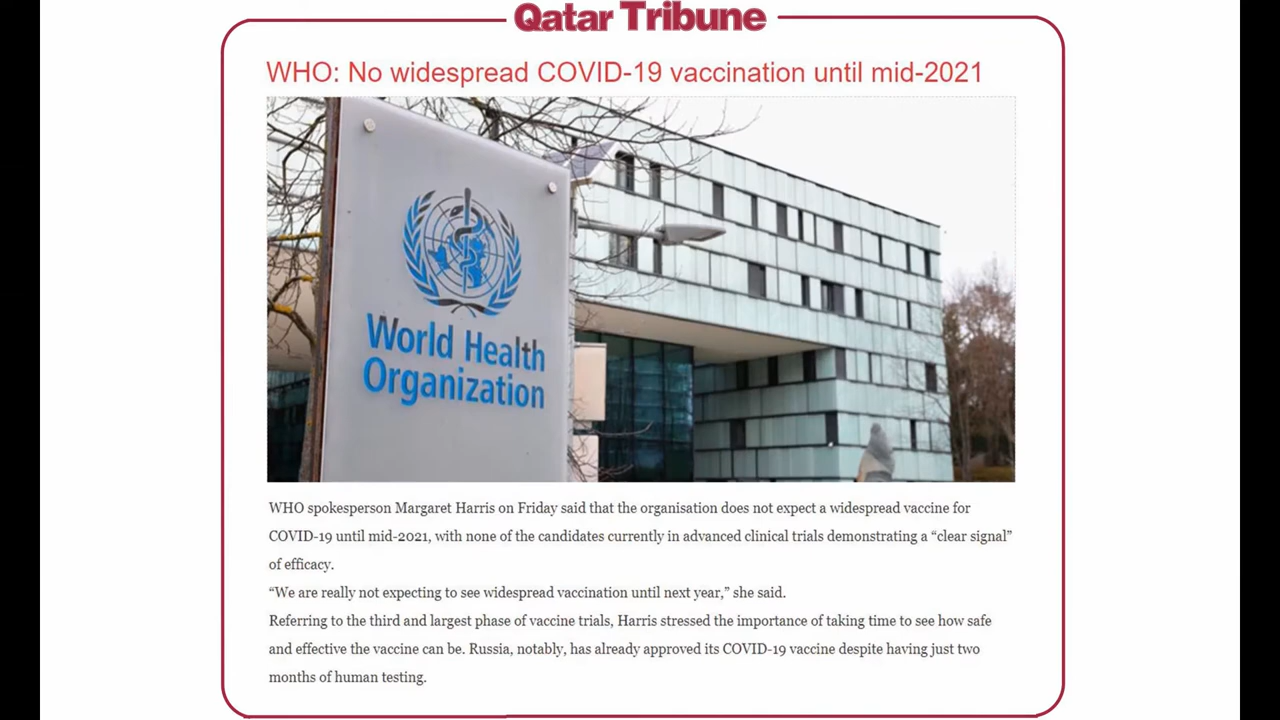 Qatar Tribune
WHO: No widespread COVID-19 vaccination until mid-2021
World Health
Organization
WHO spokesperson Margaret Harris on Friday said that the organisation does not expect a widespread vaccine for
COVID-19 until mid-2021, with none of the candidates currently in advanced clinical trials demonstrating a “clear signal”
of efficacy.
“We are really not expecting to see widespread vaccination until next year,” she said.
Referring to the third and largest phase of vaccine trials, Harris stressed the importance of taking time to see how safe
and effective the vaccine can be. Russia, notably, has already approved its COVID-19 vaccine despite having just two
months of human testing.